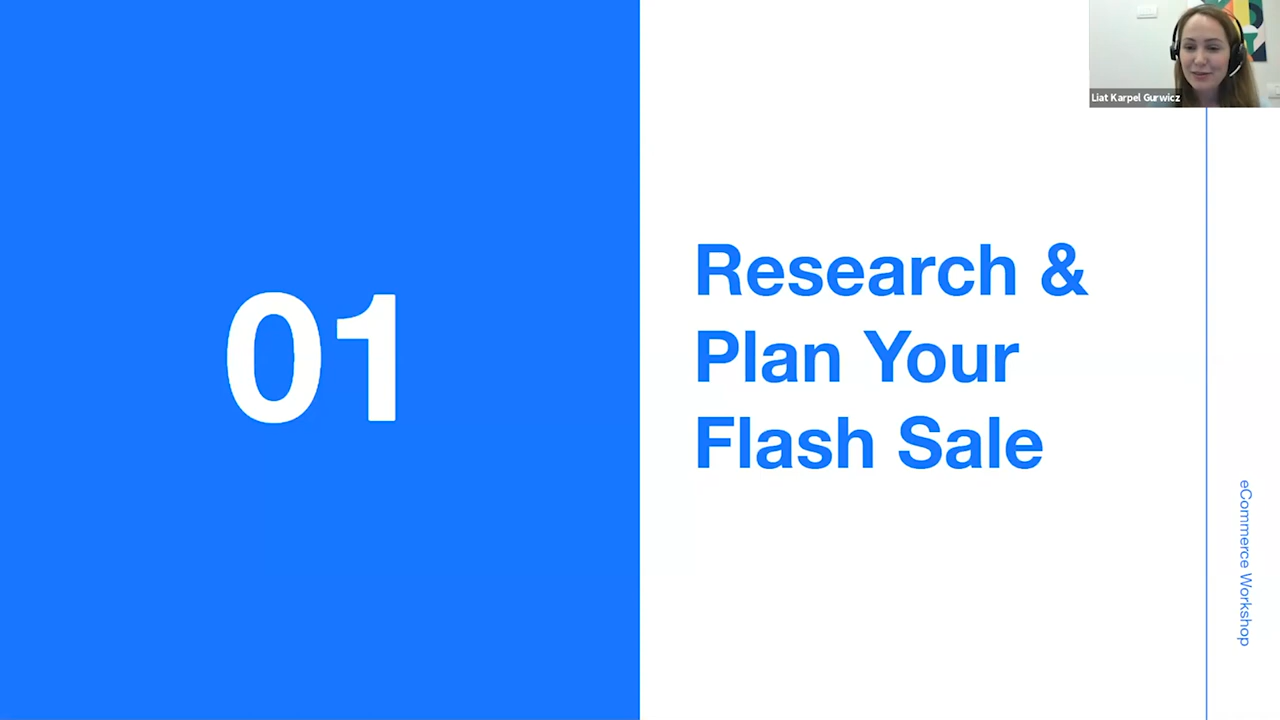 Liat Karpel Gurwicz
01
Research &
Plan Your
Flash Sale
eCommerce Workshop